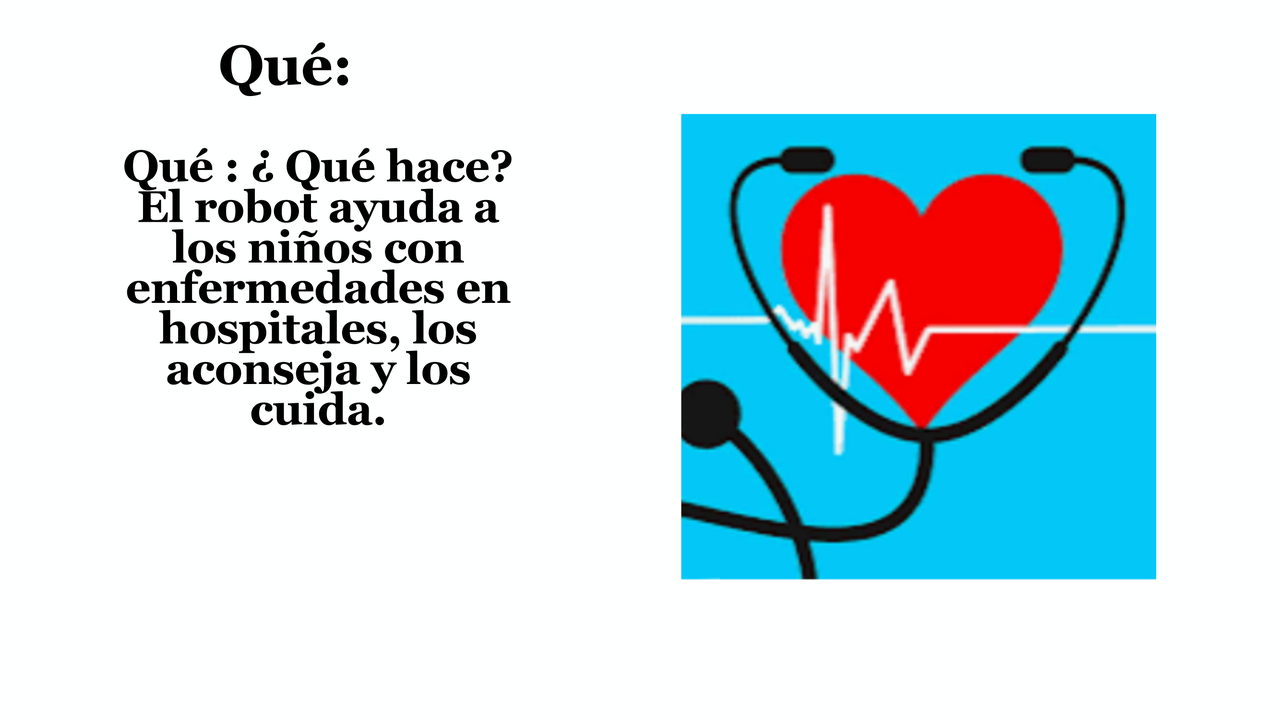 Qué:
Qué : ¿ Qué hace?
El robot ayuda a
los niños con
enfermedades en
hospitales, los
aconseja y los
cuida.